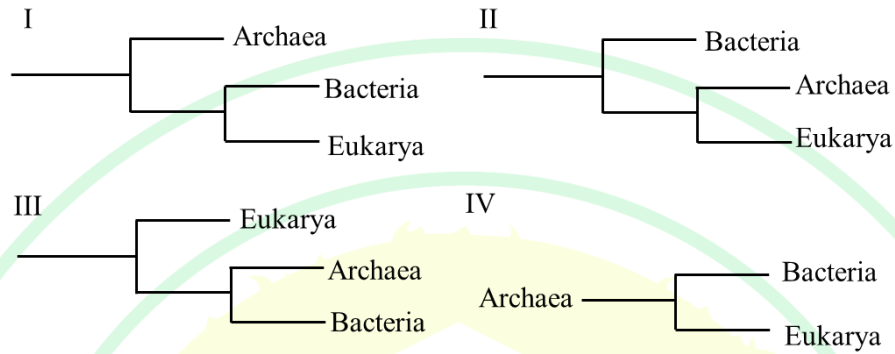 I
Archaea
Bacteria
Eukarya
II
Bacteria
Archaea
Eukarya
III
Eukarya
Archaea
Bacteria
IV
Archaea
Bacteria
Eukarya